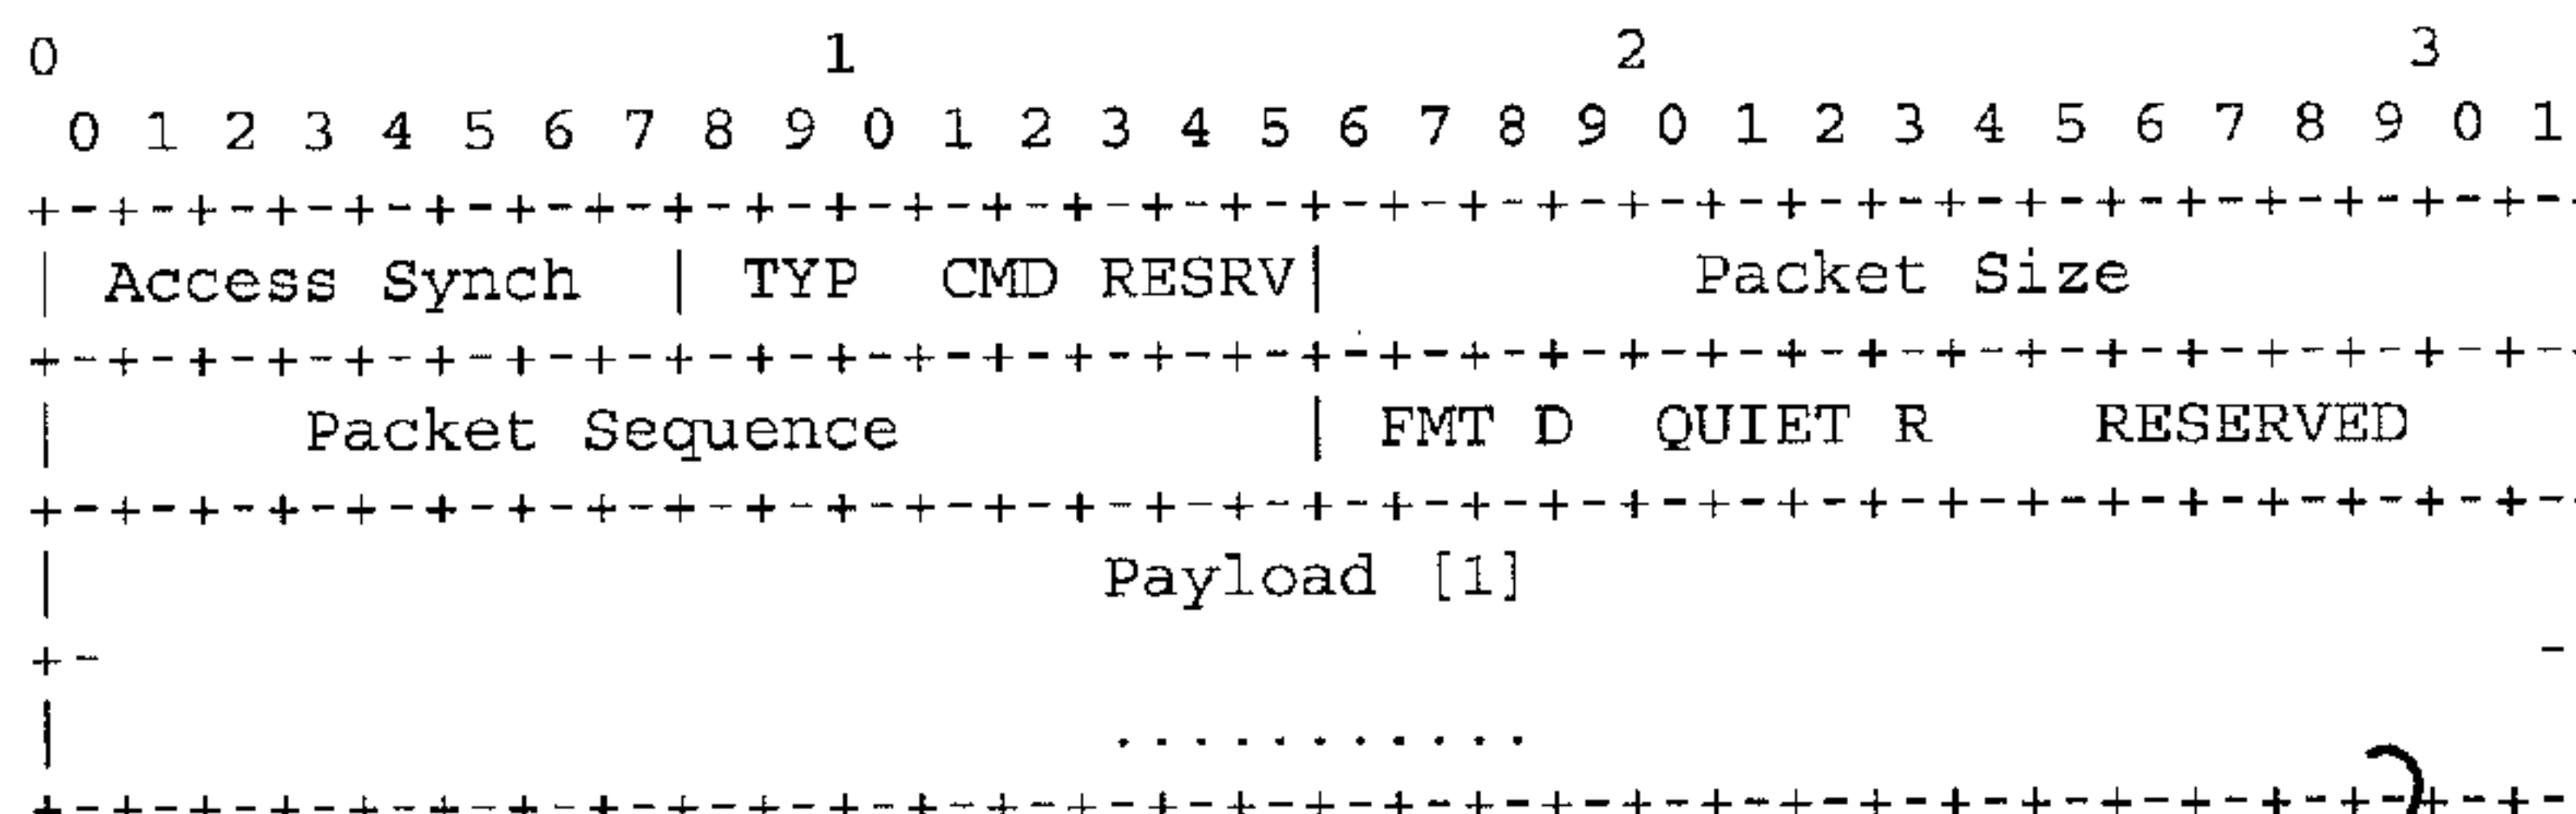 0                   1                   2                   3
 0 1 2 3 4 5 6 7 8 9 0 1 2 3 4 5 6 7 8 9 0 1 2 3 4 5 6 7 8 9 0 1
+-+-+-+-+-+-+-+-+-+-+-+-+-+-+-+-+-+-+-+-+-+-+-+-+-+-+-+-+-+-+-+-
| Access Synch  | TYP  CMD RESRV|         Packet Size
+-+-+-+-+-+-+-+-+-+-+-+-+-+-+-+-+-+-+-+-+-+-+-+-+-+-+-+-+-+-+-+-
|      Packet Sequence          | FMT D  QUIET R    RESERVED
+-+-+-+-+-+-+-+-+-+-+-+-+-+-+-+-+-+-+-+-+-+-+-+-+-+-+-+-+-+-+-+-
|                          Payload [1]
+-                                                             -
|                          ...........
+-+-+-+-+-+-+-+-+-+-+-+-+-+-+-+-+-+-+-+-+-+-+-+-+-+-+-+-+-+-+-+-